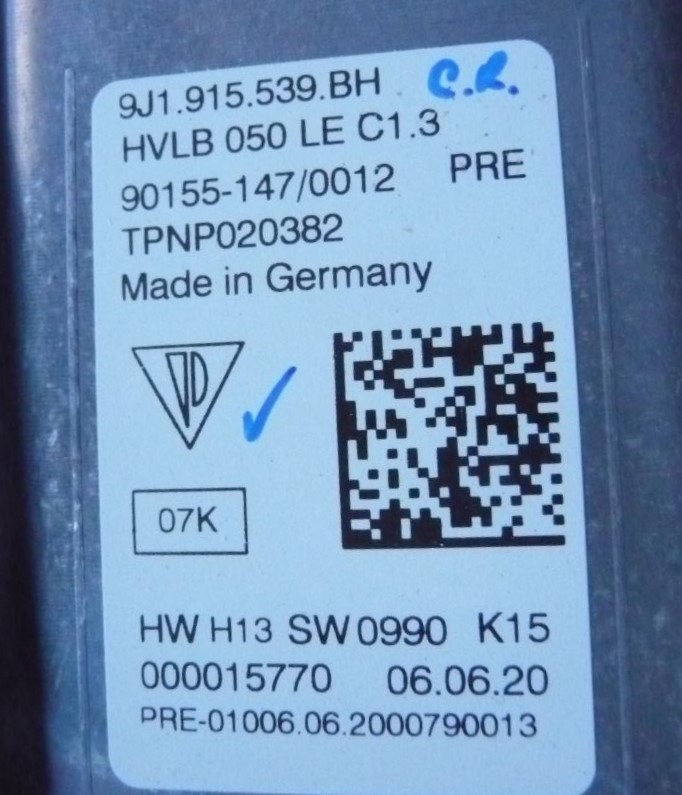 9J1.915.539.BH C.R.
HVLB 050 LE C1.3
90155-147/0012 PRE
TPNP020382
Made in Germany
07K
HW H13 SW 0990 K15
000015770 06.06.20
PRE-01006.06.2000790013